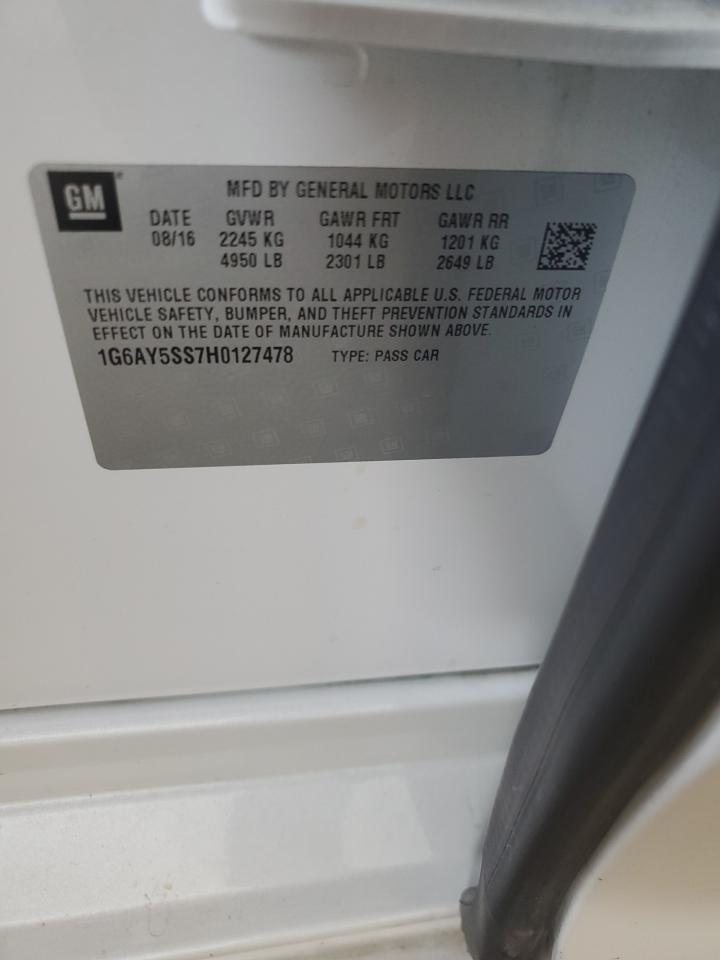 GM
MFD BY GENERAL MOTORS LLC
DATE GVWR GAWR FRT GAWR RR
08/16 2245 KG 1044 KG 1201 KG
4950 LB 2301 LB 2649 LB
THIS VEHICLE CONFORMS TO ALL APPLICABLE U.S. FEDERAL MOTOR
VEHICLE SAFETY, BUMPER, AND THEFT PREVENTION STANDARDS IN
EFFECT ON THE DATE OF MANUFACTURE SHOWN ABOVE.
1G6AY5SS7H0127478 TYPE: PASS CAR